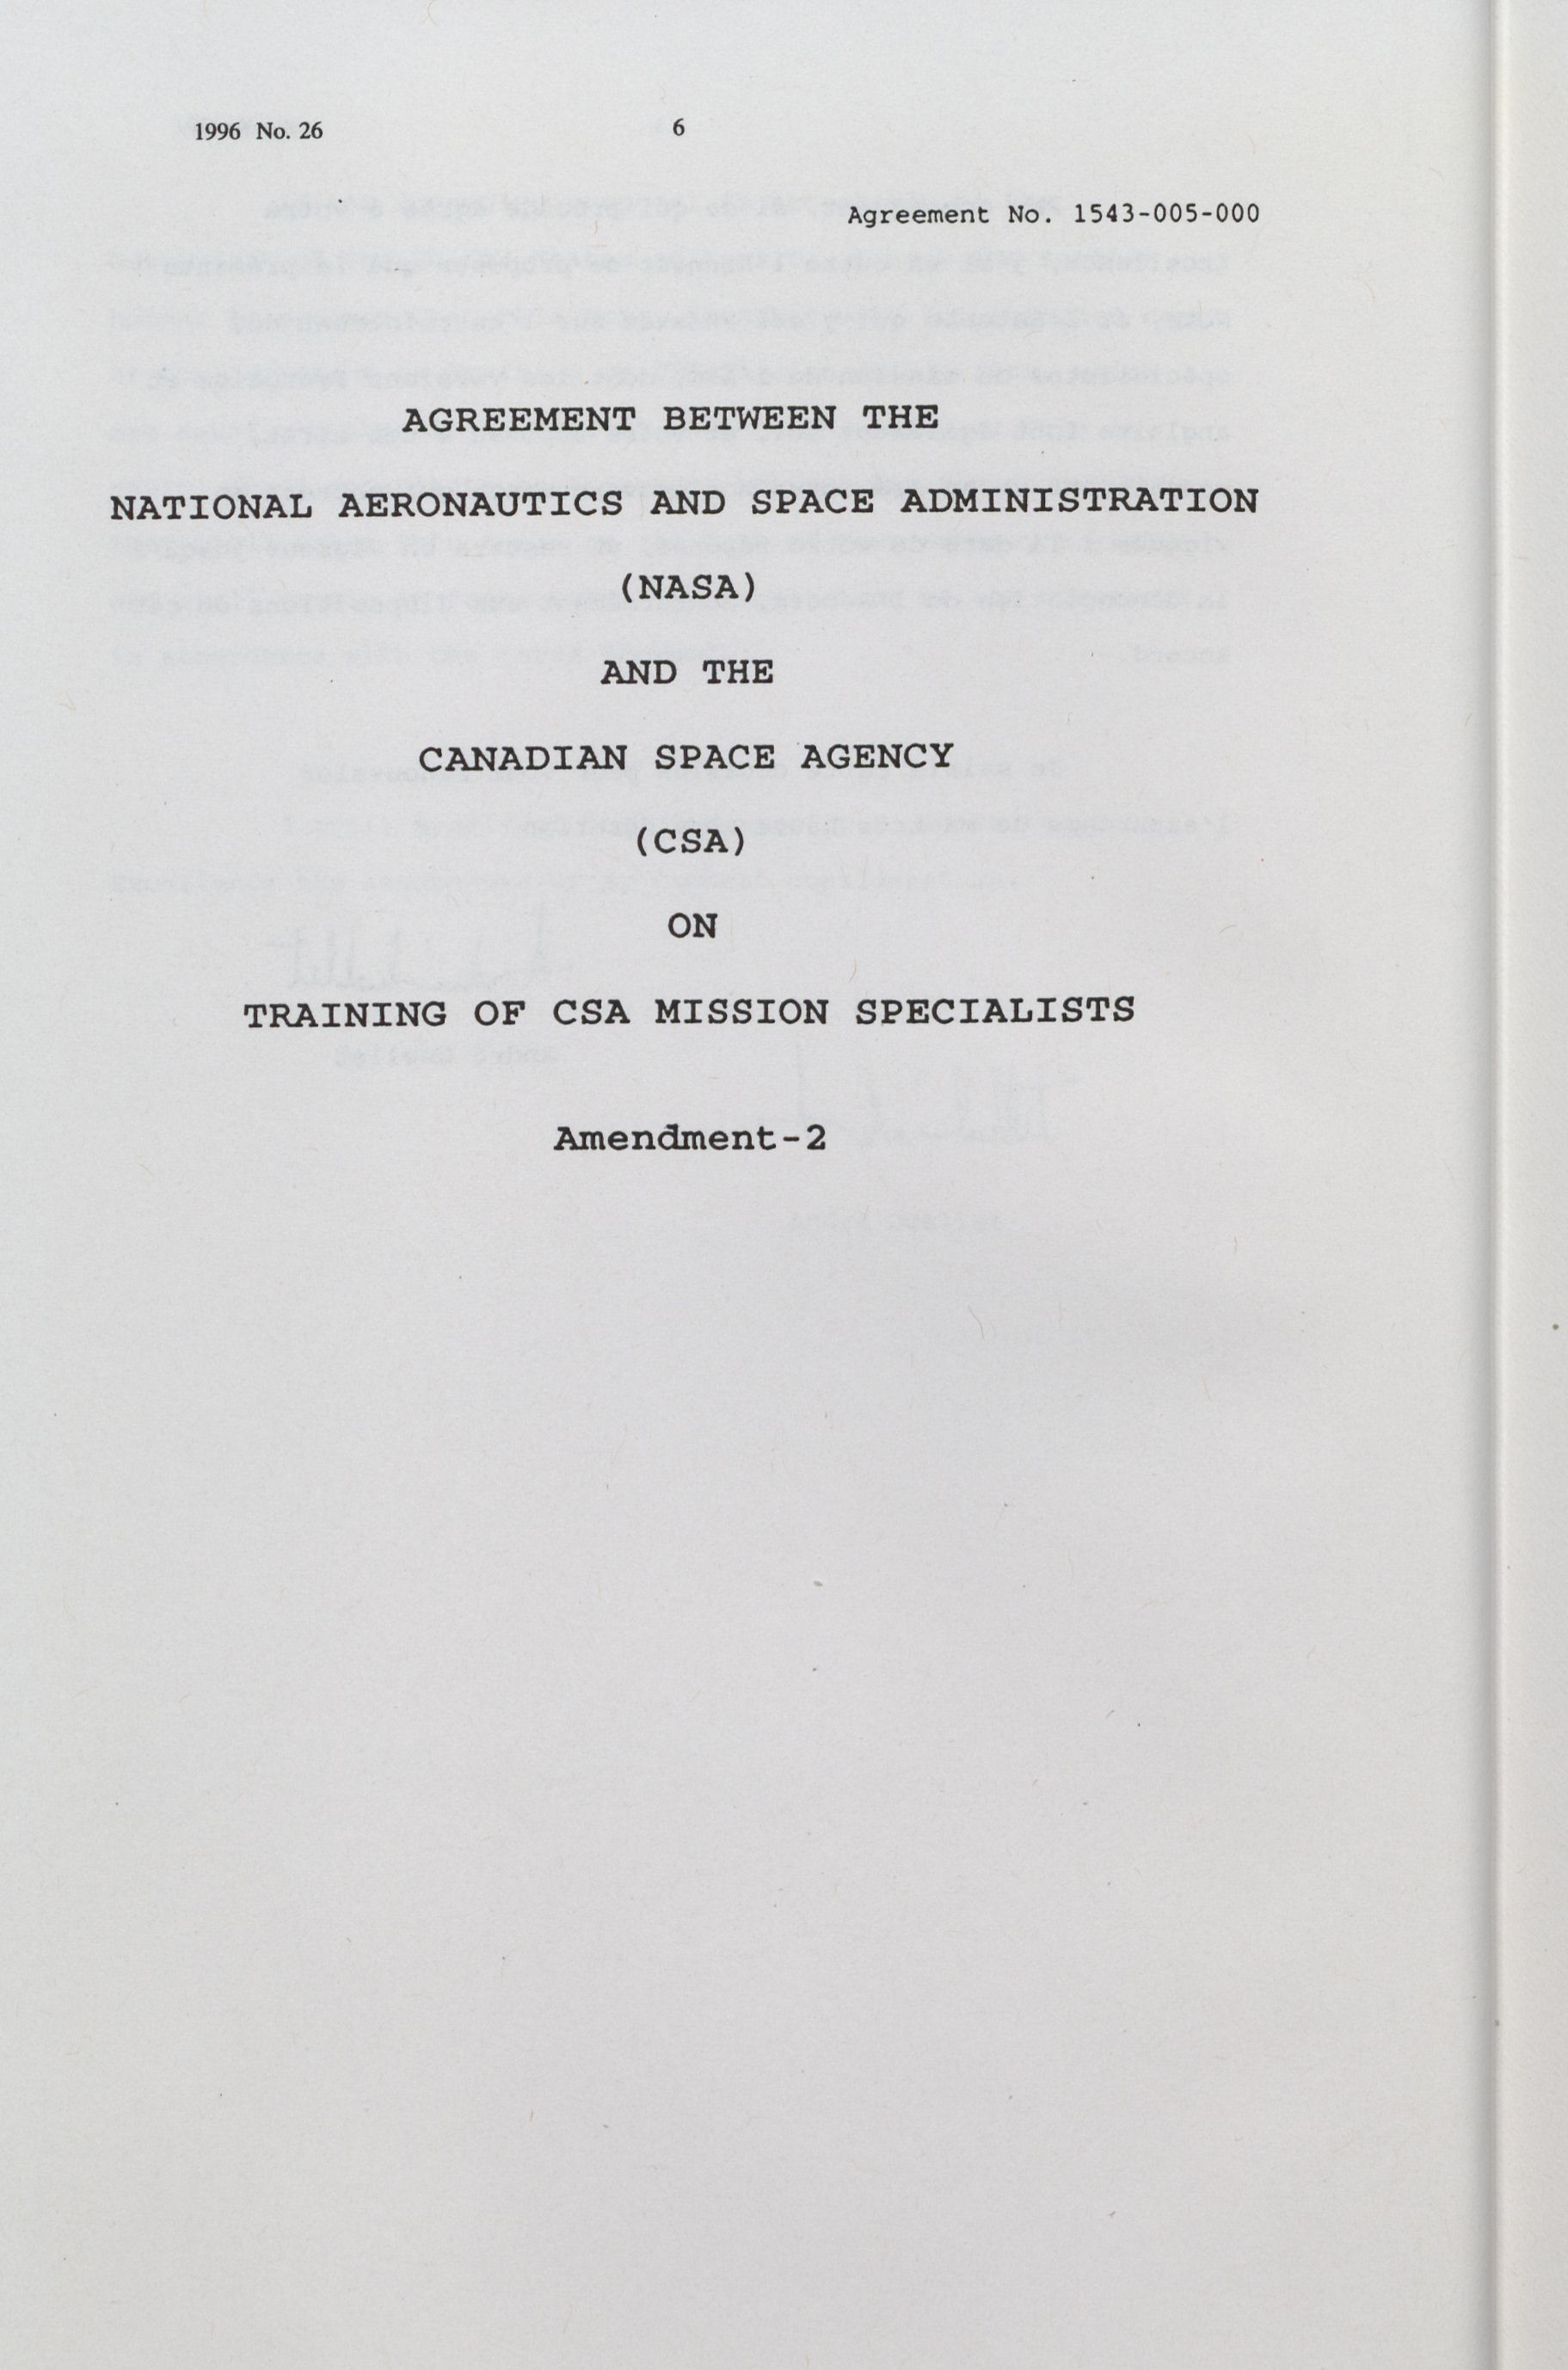 1996 No. 26
6
Agreement No. 1543-005-000
AGREEMENT BETWEEN THE
NATIONAL AERONAUTICS AND SPACE ADMINISTRATION
(NASA)
AND THE
CANADIAN SPACE AGENCY
(CSA)
ON
TRAINING OF CSA MISSION SPECIALISTS
Amendment-2